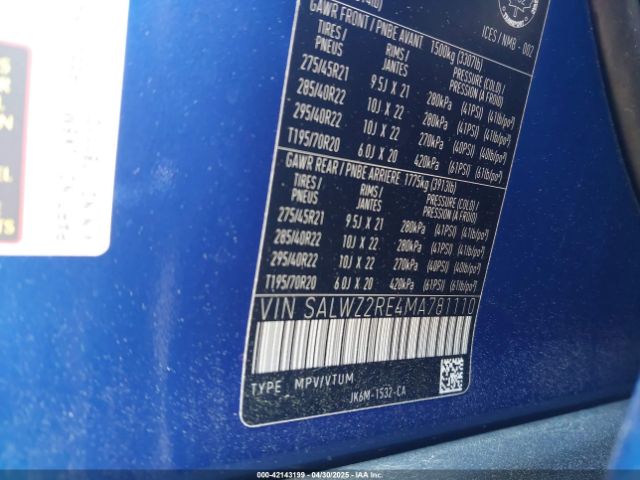 ICES / NMB - 002
GAWR FRONT / PNBE AVANT 1500kg (3307lb)
TIRES / PNEUS RIMS / JANTES PRESSURE (COLD) / PRESSION (A FROID)
275/45R21 9.5J X 21 280kPa (41PSI) (41lb/po²)
285/40R22 10J X 22 280kPa (41PSI) (41lb/po²)
295/40R22 10J X 22 270kPa (40PSI) (40lb/po²)
T195/70R20 6.0J X 20 420kPa (61PSI) (61lb/po²)
GAWR REAR / PNBE ARRIERE 1775kg (3913lb)
TIRES / PNEUS RIMS / JANTES PRESSURE (COLD) / PRESSION (A FROID)
275/45R21 9.5J X 21 280kPa (41PSI) (41lb/po²)
285/40R22 10J X 22 280kPa (41PSI) (41lb/po²)
295/40R22 10J X 22 270kPa (40PSI) (40lb/po²)
T195/70R20 6.0J X 20 420kPa (61PSI) (61lb/po²)
VIN SALWZ2RE4MA781110
TYPE MPV/VTUM
JK6M-1532-CA
000-42143199 (04/30/2025 - IAA Holdings, LLC)